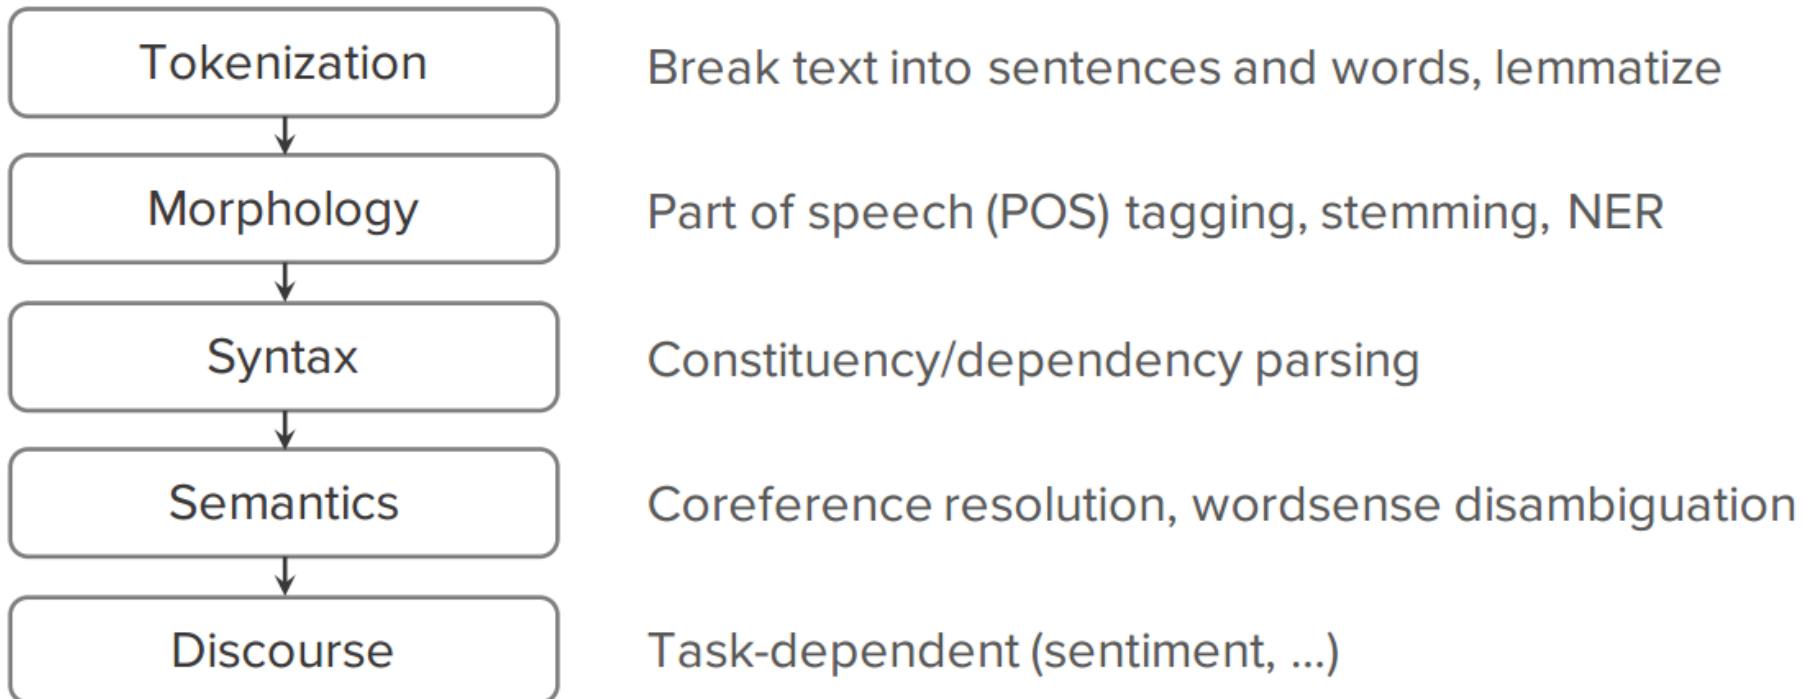 Tokenization
Break text into sentences and words, lemmatize
Morphology
Part of speech (POS) tagging, stemming, NER
Syntax
Constituency/dependency parsing
Semantics
Coreference resolution, wordsense disambiguation
Discourse
Task-dependent (sentiment, ...)